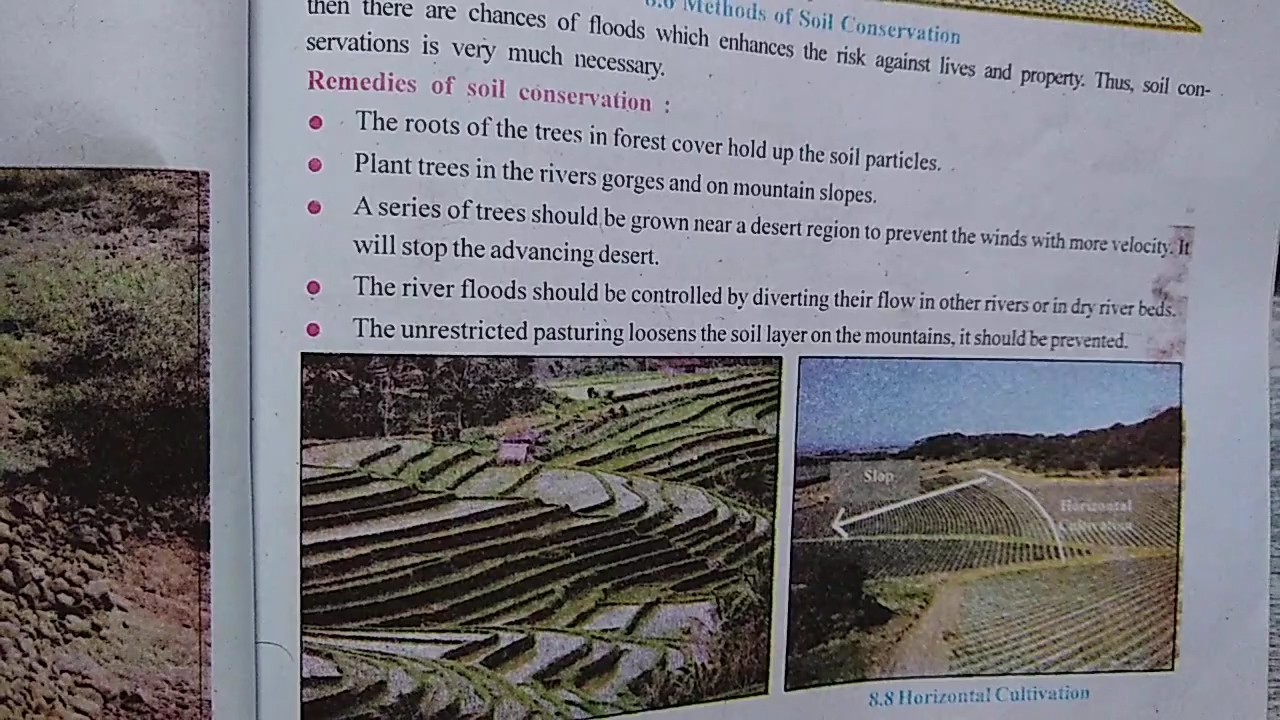 8.6 Methods of Soil Conservation
then there are chances of floods which enhances the risk against lives and property. Thus, soil con-
servations is very much necessary.
Remedies of soil conservation :
● The roots of the trees in forest cover hold up the soil particles.
● Plant trees in the rivers gorges and on mountain slopes.
● A series of trees should be grown near a desert region to prevent the winds with more velocity. It
will stop the advancing desert.
● The river floods should be controlled by diverting their flow in other rivers or in dry river beds.
● The unrestricted pasturing loosens the soil layer on the mountains, it should be prevented.
Slop
Horizontal
Cultivation
8.8 Horizontal Cultivation